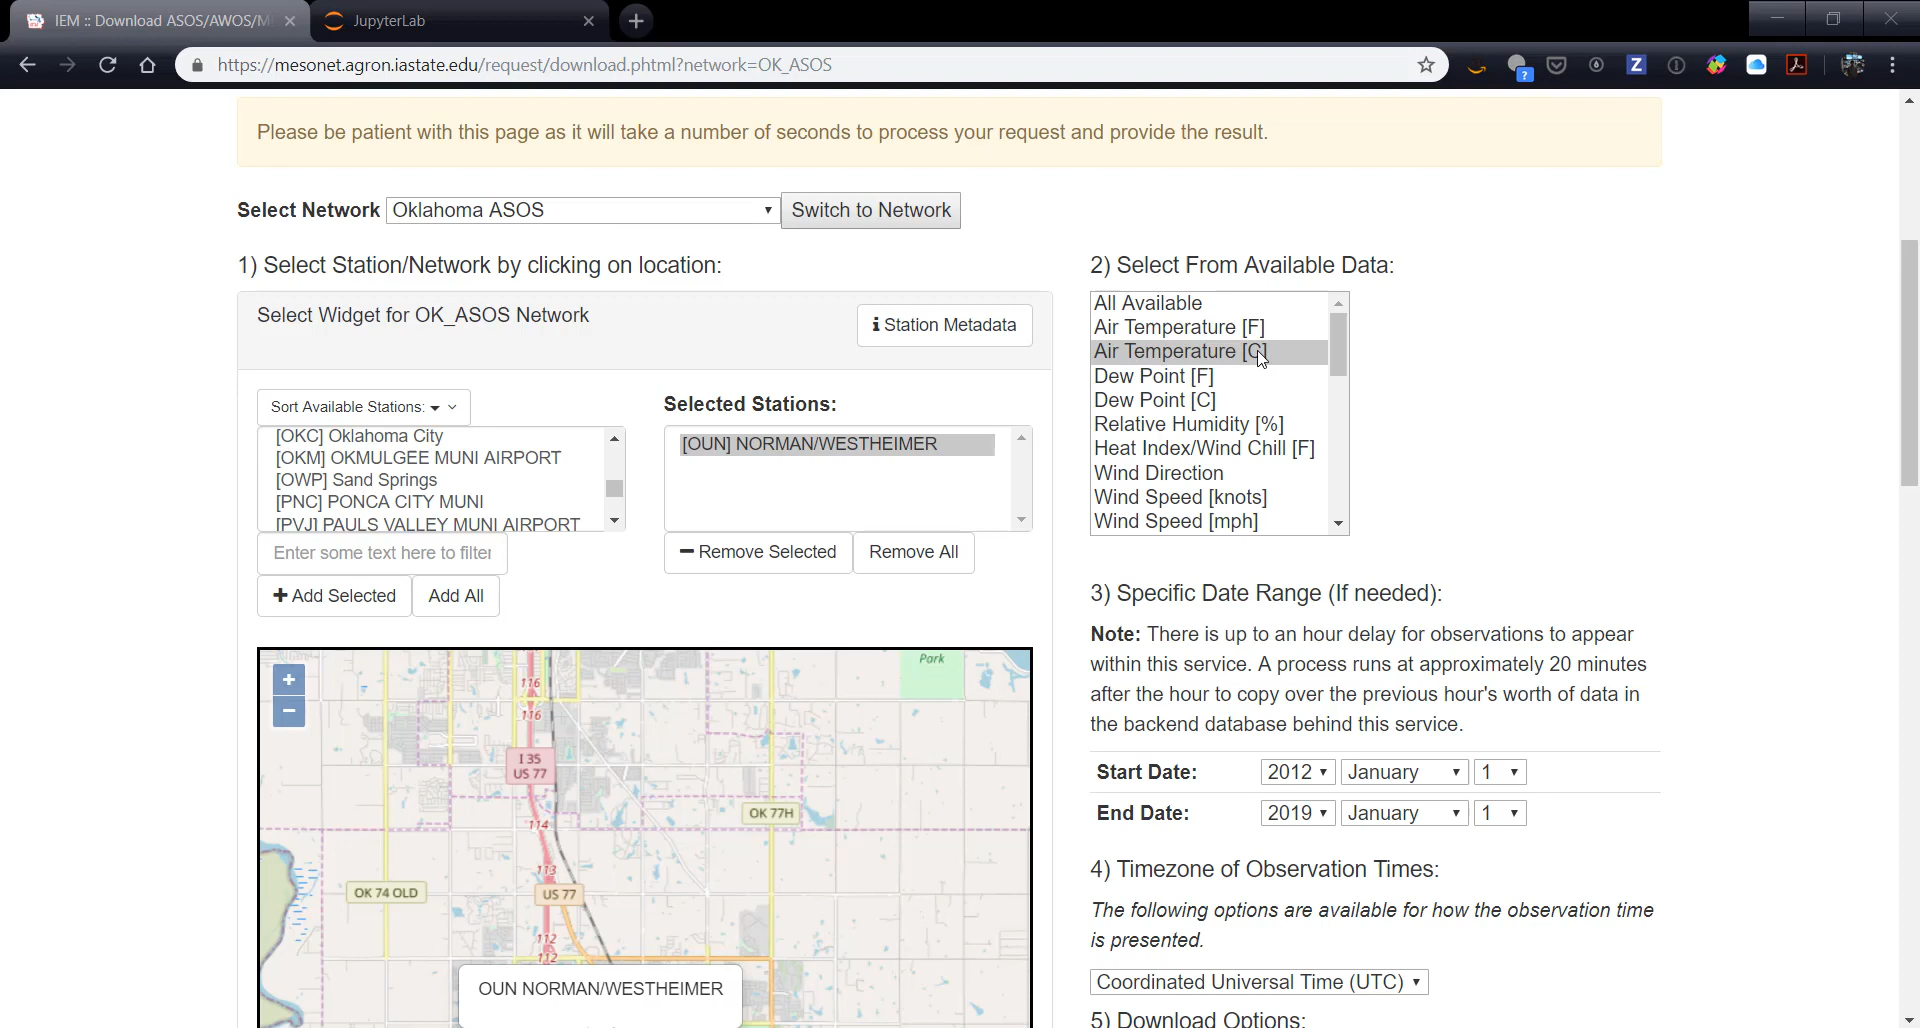 IEM :: Download ASOS/AWOS/M
JupyterLab
https://mesonet.agron.iastate.edu/request/download.phtml?network=OK_ASOS
Please be patient with this page as it will take a number of seconds to process your request and provide the result.
Select Network Oklahoma ASOS Switch to Network
1) Select Station/Network by clicking on location:
Select Widget for OK_ASOS Network
Station Metadata
Sort Available Stations:
[OKC] Oklahoma City
[OKM] OKMULGEE MUNI AIRPORT
[OWP] Sand Springs
[PNC] PONCA CITY MUNI
[PVJ] PAULS VALLEY MUNI AIRPORT
Enter some text here to filter
+ Add Selected Add All
Selected Stations:
[OUN] NORMAN/WESTHEIMER
− Remove Selected Remove All
+
−
Park
116
116
I 35
US 77
OK 77H
114
113
OK 74 OLD
US 77
112
112
OUN NORMAN/WESTHEIMER
2) Select From Available Data:
All Available
Air Temperature [F]
Air Temperature [C]
Dew Point [F]
Dew Point [C]
Relative Humidity [%]
Heat Index/Wind Chill [F]
Wind Direction
Wind Speed [knots]
Wind Speed [mph]
3) Specific Date Range (If needed):
Note: There is up to an hour delay for observations to appear
within this service. A process runs at approximately 20 minutes
after the hour to copy over the previous hour's worth of data in
the backend database behind this service.
Start Date: 2012 January 1
End Date: 2019 January 1
4) Timezone of Observation Times:
The following options are available for how the observation time
is presented.
Coordinated Universal Time (UTC)
5) Download Options: